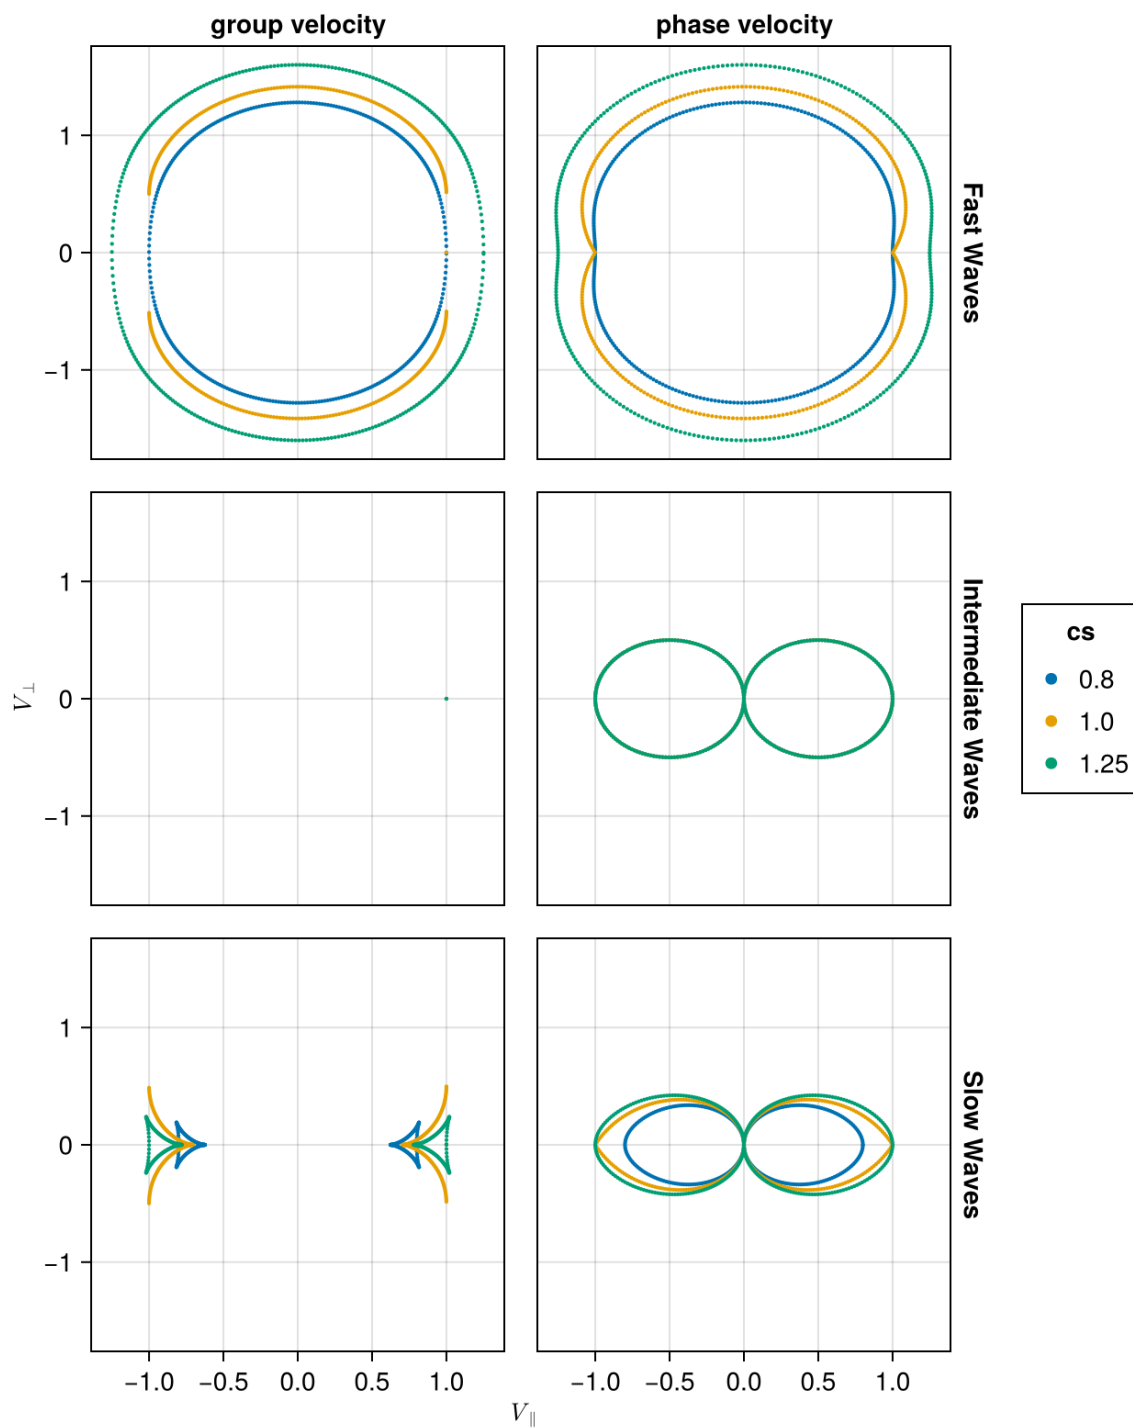 group velocity
phase velocity
1
0
−1
Fast Waves
1
0
−1
Intermediate Waves
V⊥
cs
0.8
1.0
1.25
1
0
−1
Slow Waves
−1.0 −0.5 0.0 0.5 1.0
−1.0 −0.5 0.0 0.5 1.0
V∥